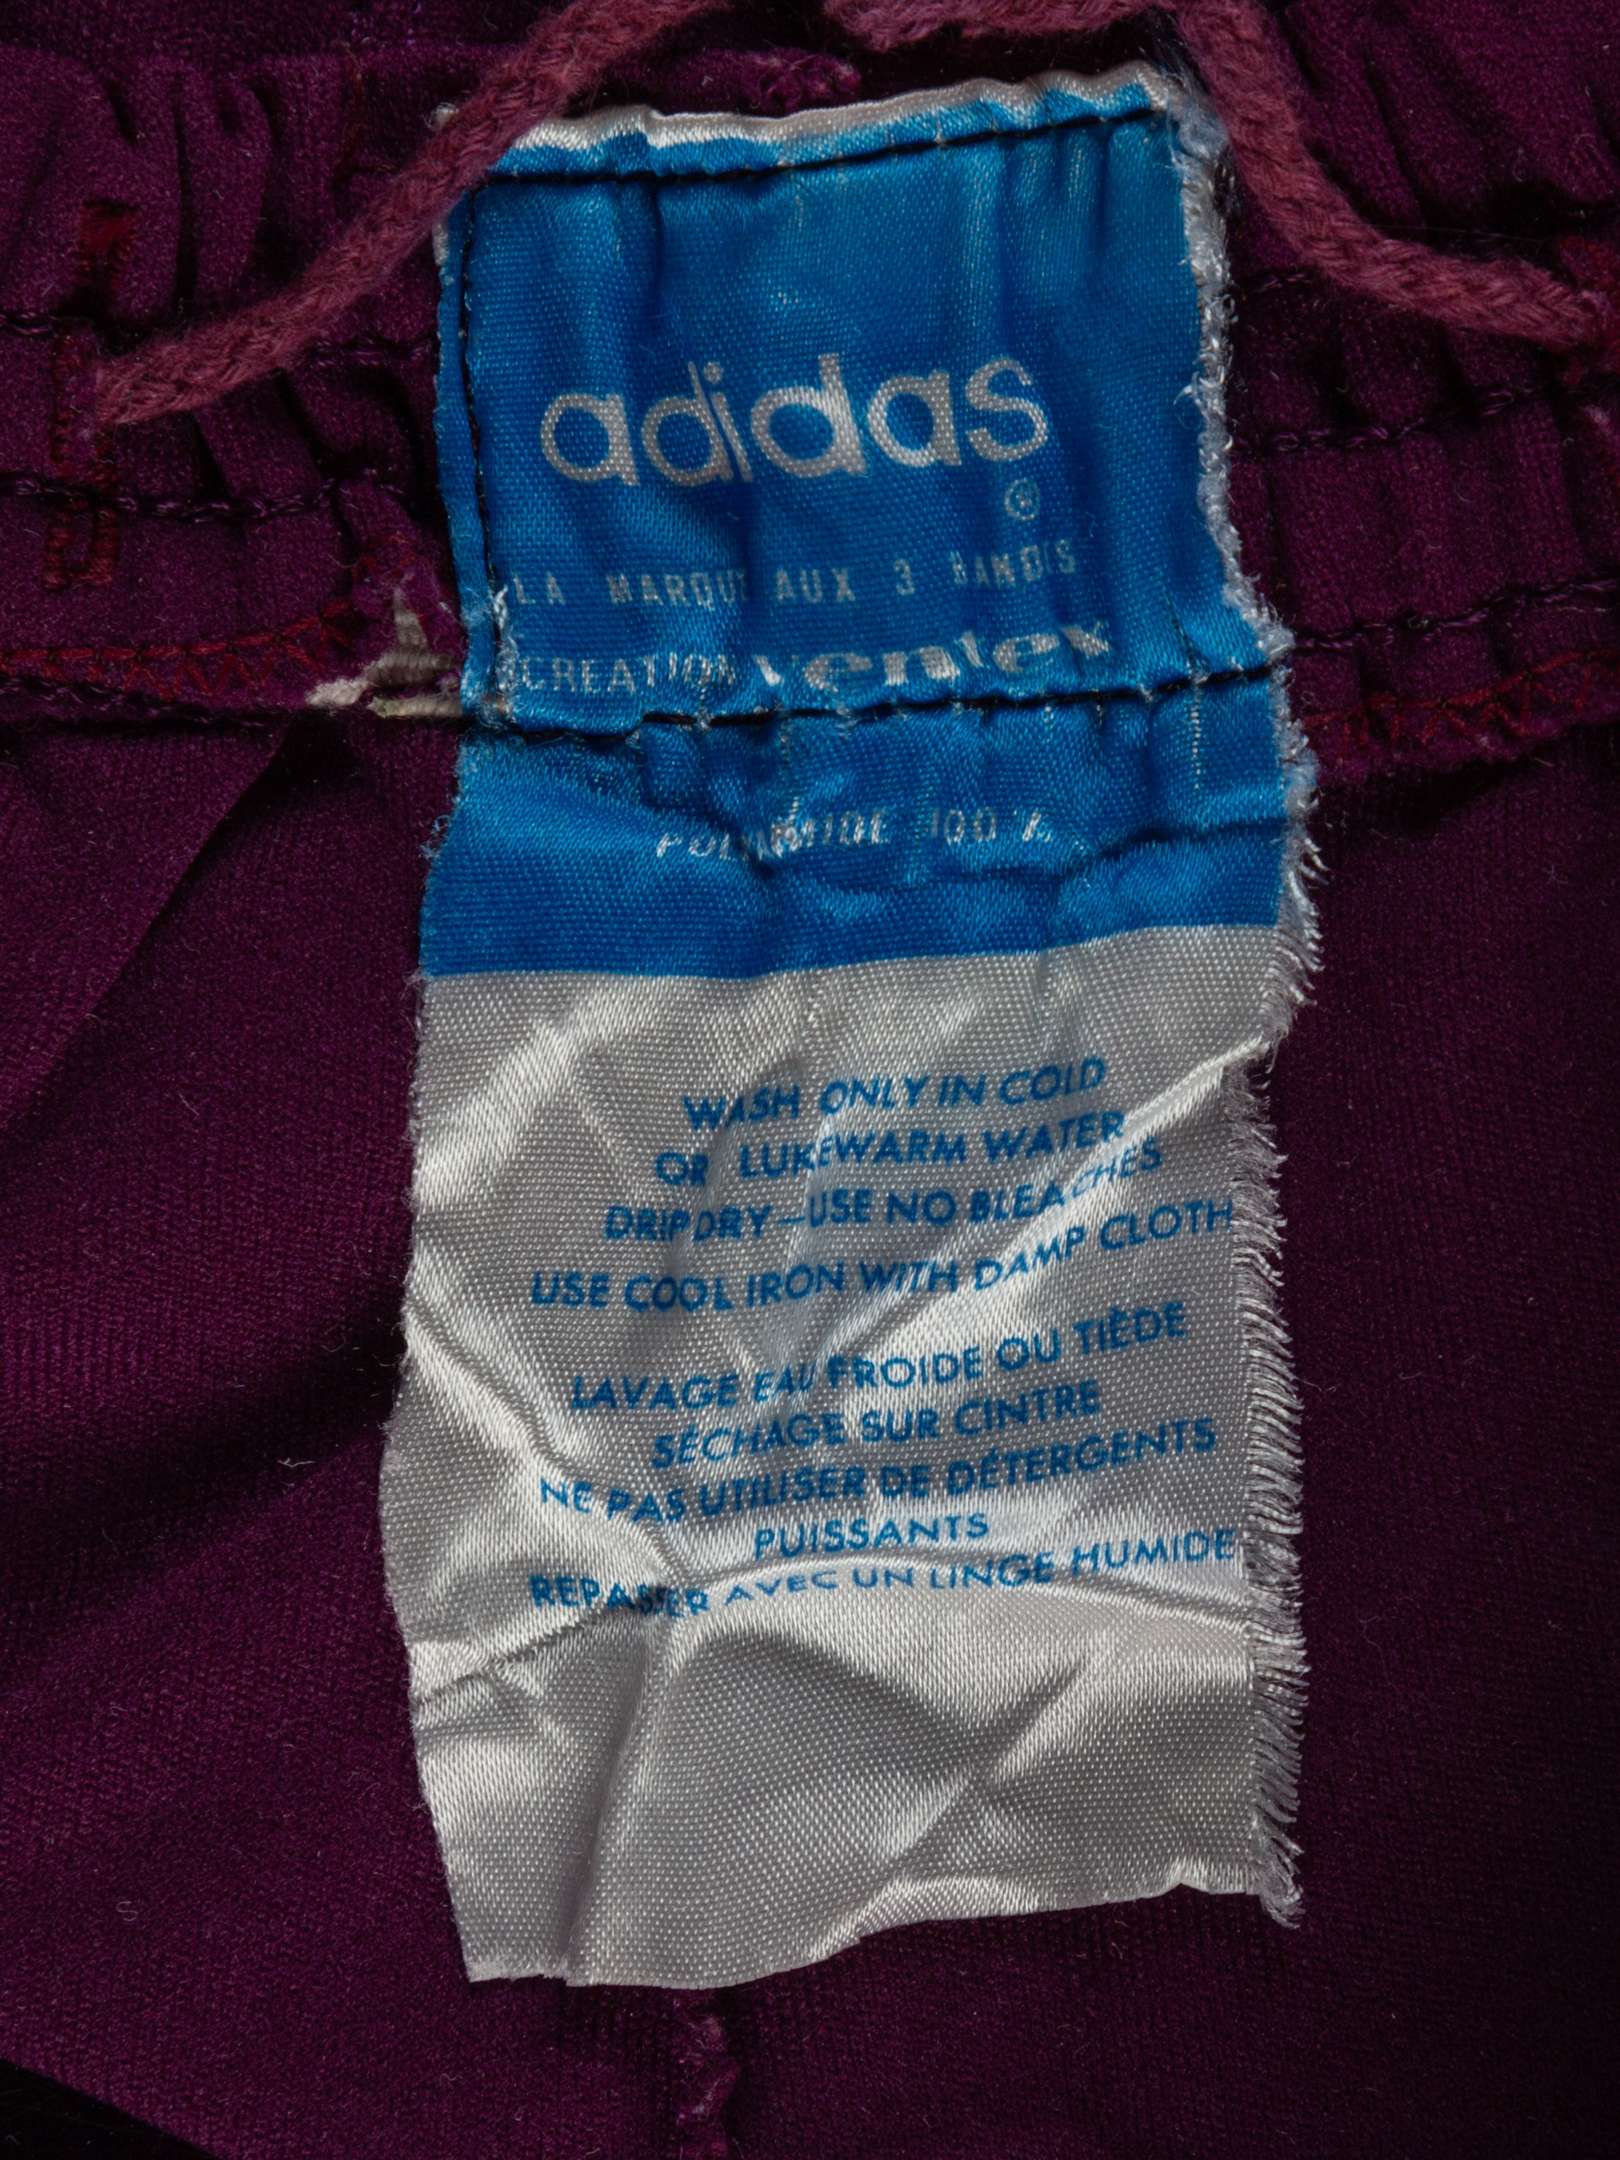 adidas
®
LA MARQUE AUX 3 BANDES
CREATION ventex
POLYAMIDE 100 %
WASH ONLY IN COLD
OR LUKEWARM WATER
DRIP DRY–USE NO BLEACHES
USE COOL IRON WITH DAMP CLOTH
LAVAGE EAU FROIDE OU TIÈDE
SÉCHAGE SUR CINTRE
NE PAS UTILISER DE DÉTERGENTS
PUISSANTS
REPASSER AVEC UN LINGE HUMIDE